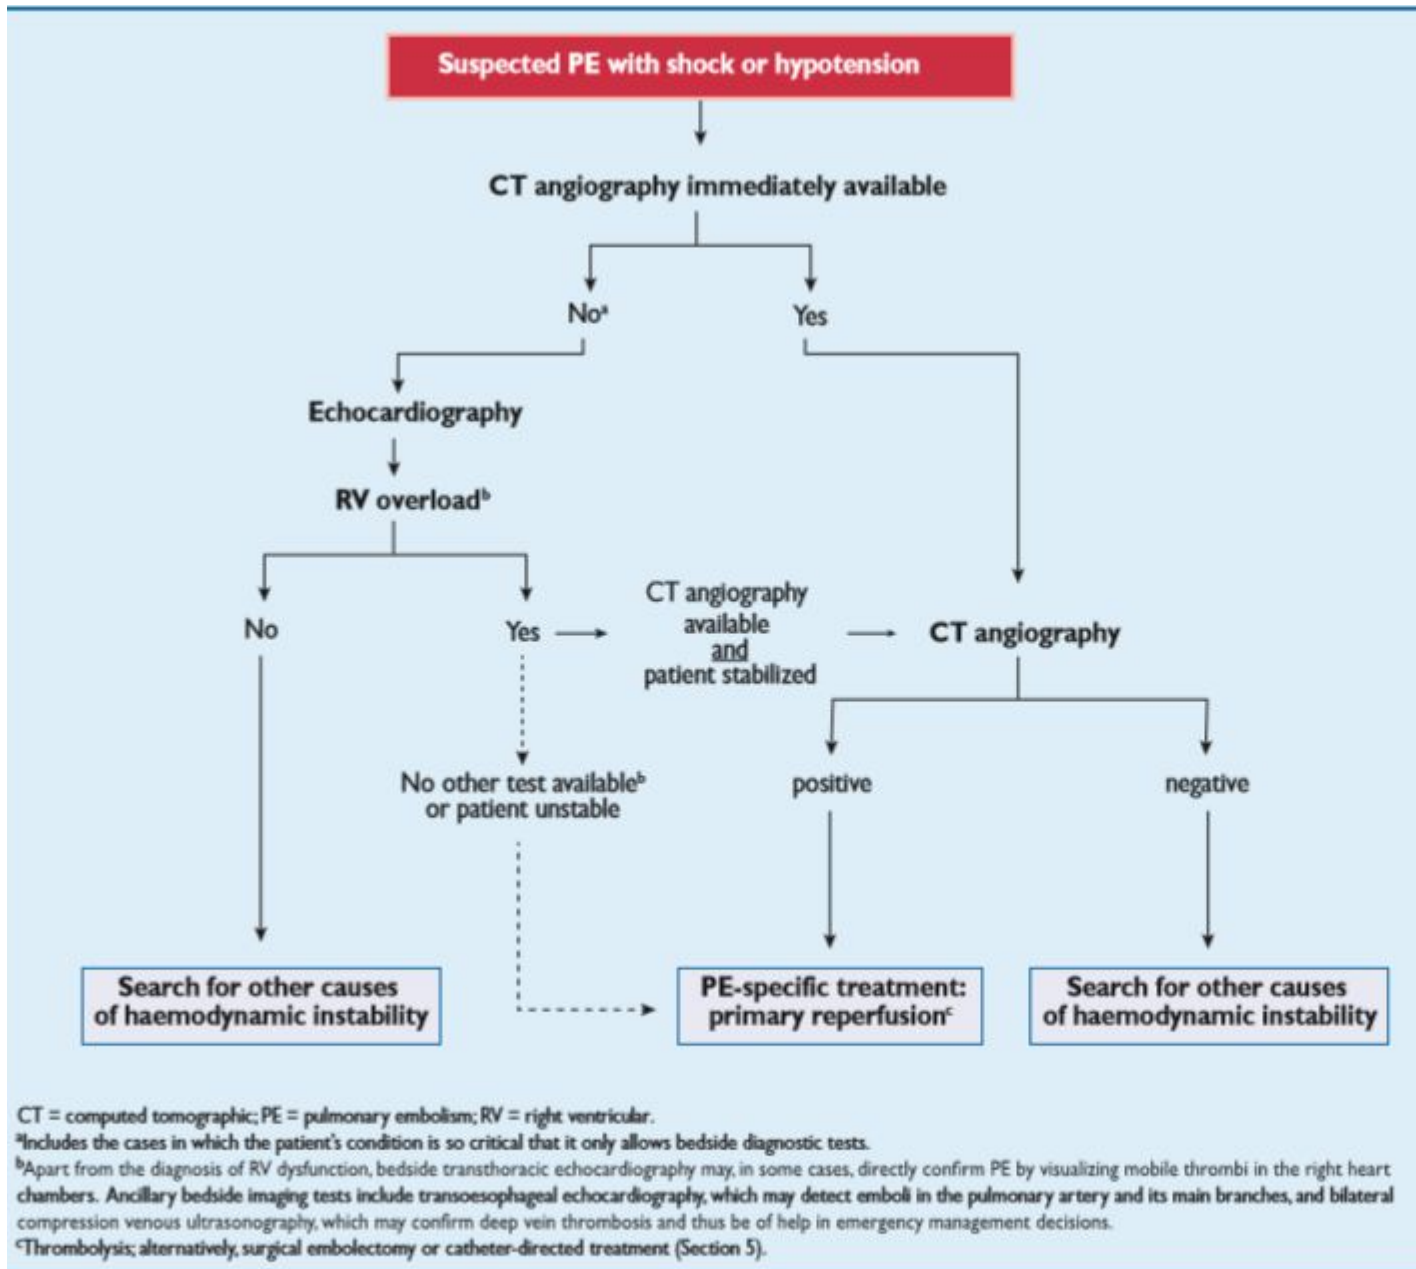 Suspected PE with shock or hypotension
CT angiography immediately available
Noᵃ
Yes
Echocardiography
RV overloadᵇ
No
Yes
CT angiography
available
and
patient stabilized
CT angiography
No other test availableᵇ
or patient unstable
positive
negative
Search for other causes
of haemodynamic instability
PE-specific treatment:
primary reperfusionᶜ
Search for other causes
of haemodynamic instability
CT = computed tomographic; PE = pulmonary embolism; RV = right ventricular.
ᵃIncludes the cases in which the patient's condition is so critical that it only allows bedside diagnostic tests.
ᵇApart from the diagnosis of RV dysfunction, bedside transthoracic echocardiography may, in some cases, directly confirm PE by visualizing mobile thrombi in the right heart
chambers. Ancillary bedside imaging tests include transoesophageal echocardiography, which may detect emboli in the pulmonary artery and its main branches, and bilateral
compression venous ultrasonography, which may confirm deep vein thrombosis and thus be of help in emergency management decisions.
ᶜThrombolysis; alternatively, surgical embolectomy or catheter-directed treatment (Section 5).